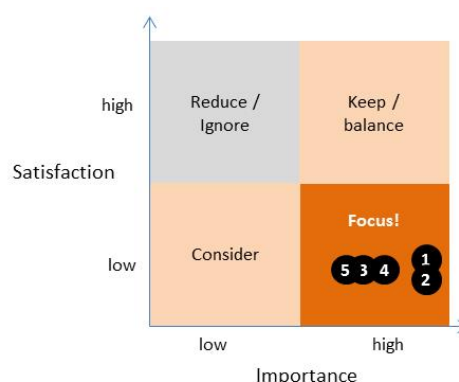 high
Reduce /
Ignore
Keep /
balance
Satisfaction
Focus!
low
Consider
5 3 4
1
2
low
high
Importance